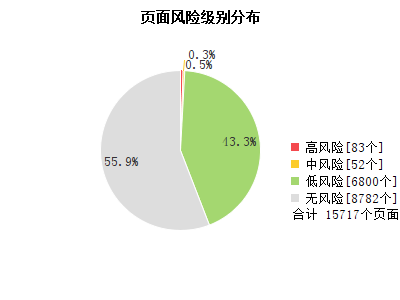 页面风险级别分布
0.3%
0.5%
43.3%
55.9%
高风险[83个]
中风险[52个]
低风险[6800个]
无风险[8782个]
合计 15717个页面